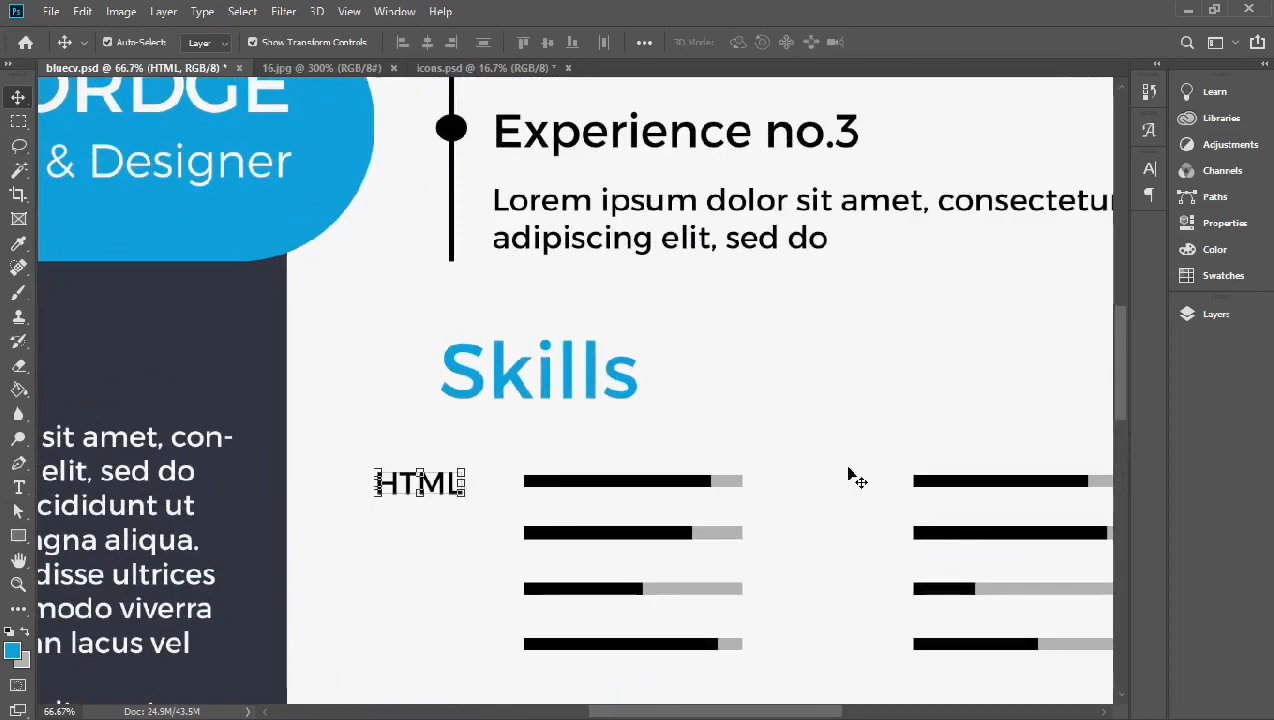 File Edit Image Layer Type Select Filter 3D View Window Help
Auto-Select: Layer Show Transform Controls 3D Mode:
bluecv.psd @ 66.7% (HTML, RGB/8) * 16.jpg @ 300% (RGB/8#) icons.psd @ 16.7% (RGB/8) *
ORDGE
& Designer
Experience no.3
Lorem ipsum dolor sit amet, consectetur
adipiscing elit, sed do
Skills
HTML
sit amet, con-
elit, sed do
cididunt ut
gna aliqua.
disse ultrices
modo viverra
an lacus vel
Learn
Libraries
Adjustments
Channels
Paths
Properties
Color
Swatches
Layers
66.67% Doc: 24.9M/43.5M